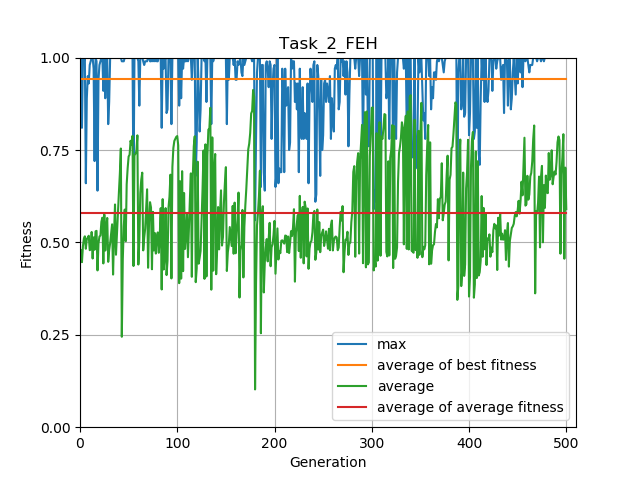 Task_2_FEH
1.00
0.75
0.50
0.25
0.00
Fitness
0
100
200
300
400
500
Generation
max
average of best fitness
average
average of average fitness